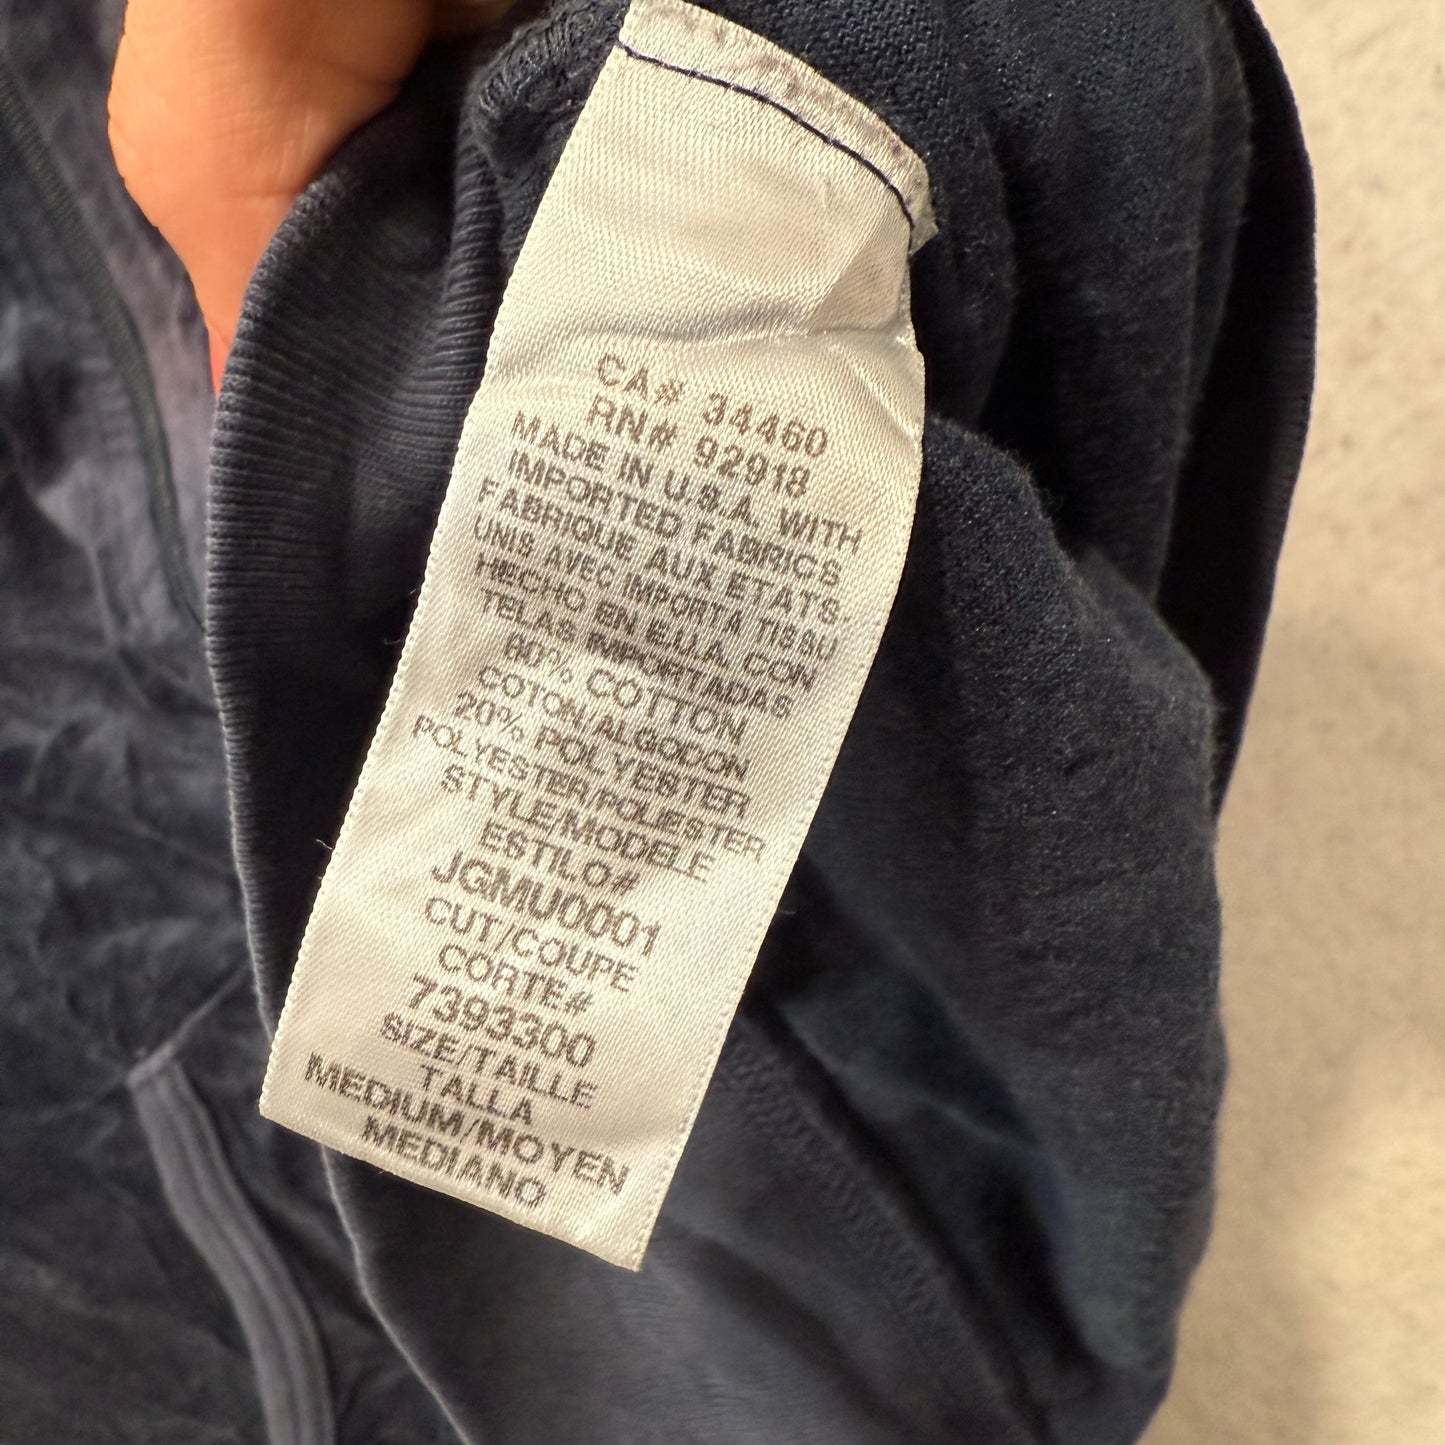 CA# 34460
RN# 92918
MADE IN U.S.A. WITH
IMPORTED FABRICS
FABRIQUE AUX ETATS.
UNIS AVEC IMPORTA TISAU
HECHO EN E.U.A. CON
TELAS IMPORTADAS
80% COTTON
COTON/ALGODON
20% POLYESTER
POLYESTER/POLIESTER
STYLE/MODELE
ESTILO#
JGMU0001
CUT/COUPE
CORTE#
7393300
SIZE/TAILLE
TALLA
MEDIUM/MOYEN
MEDIANO